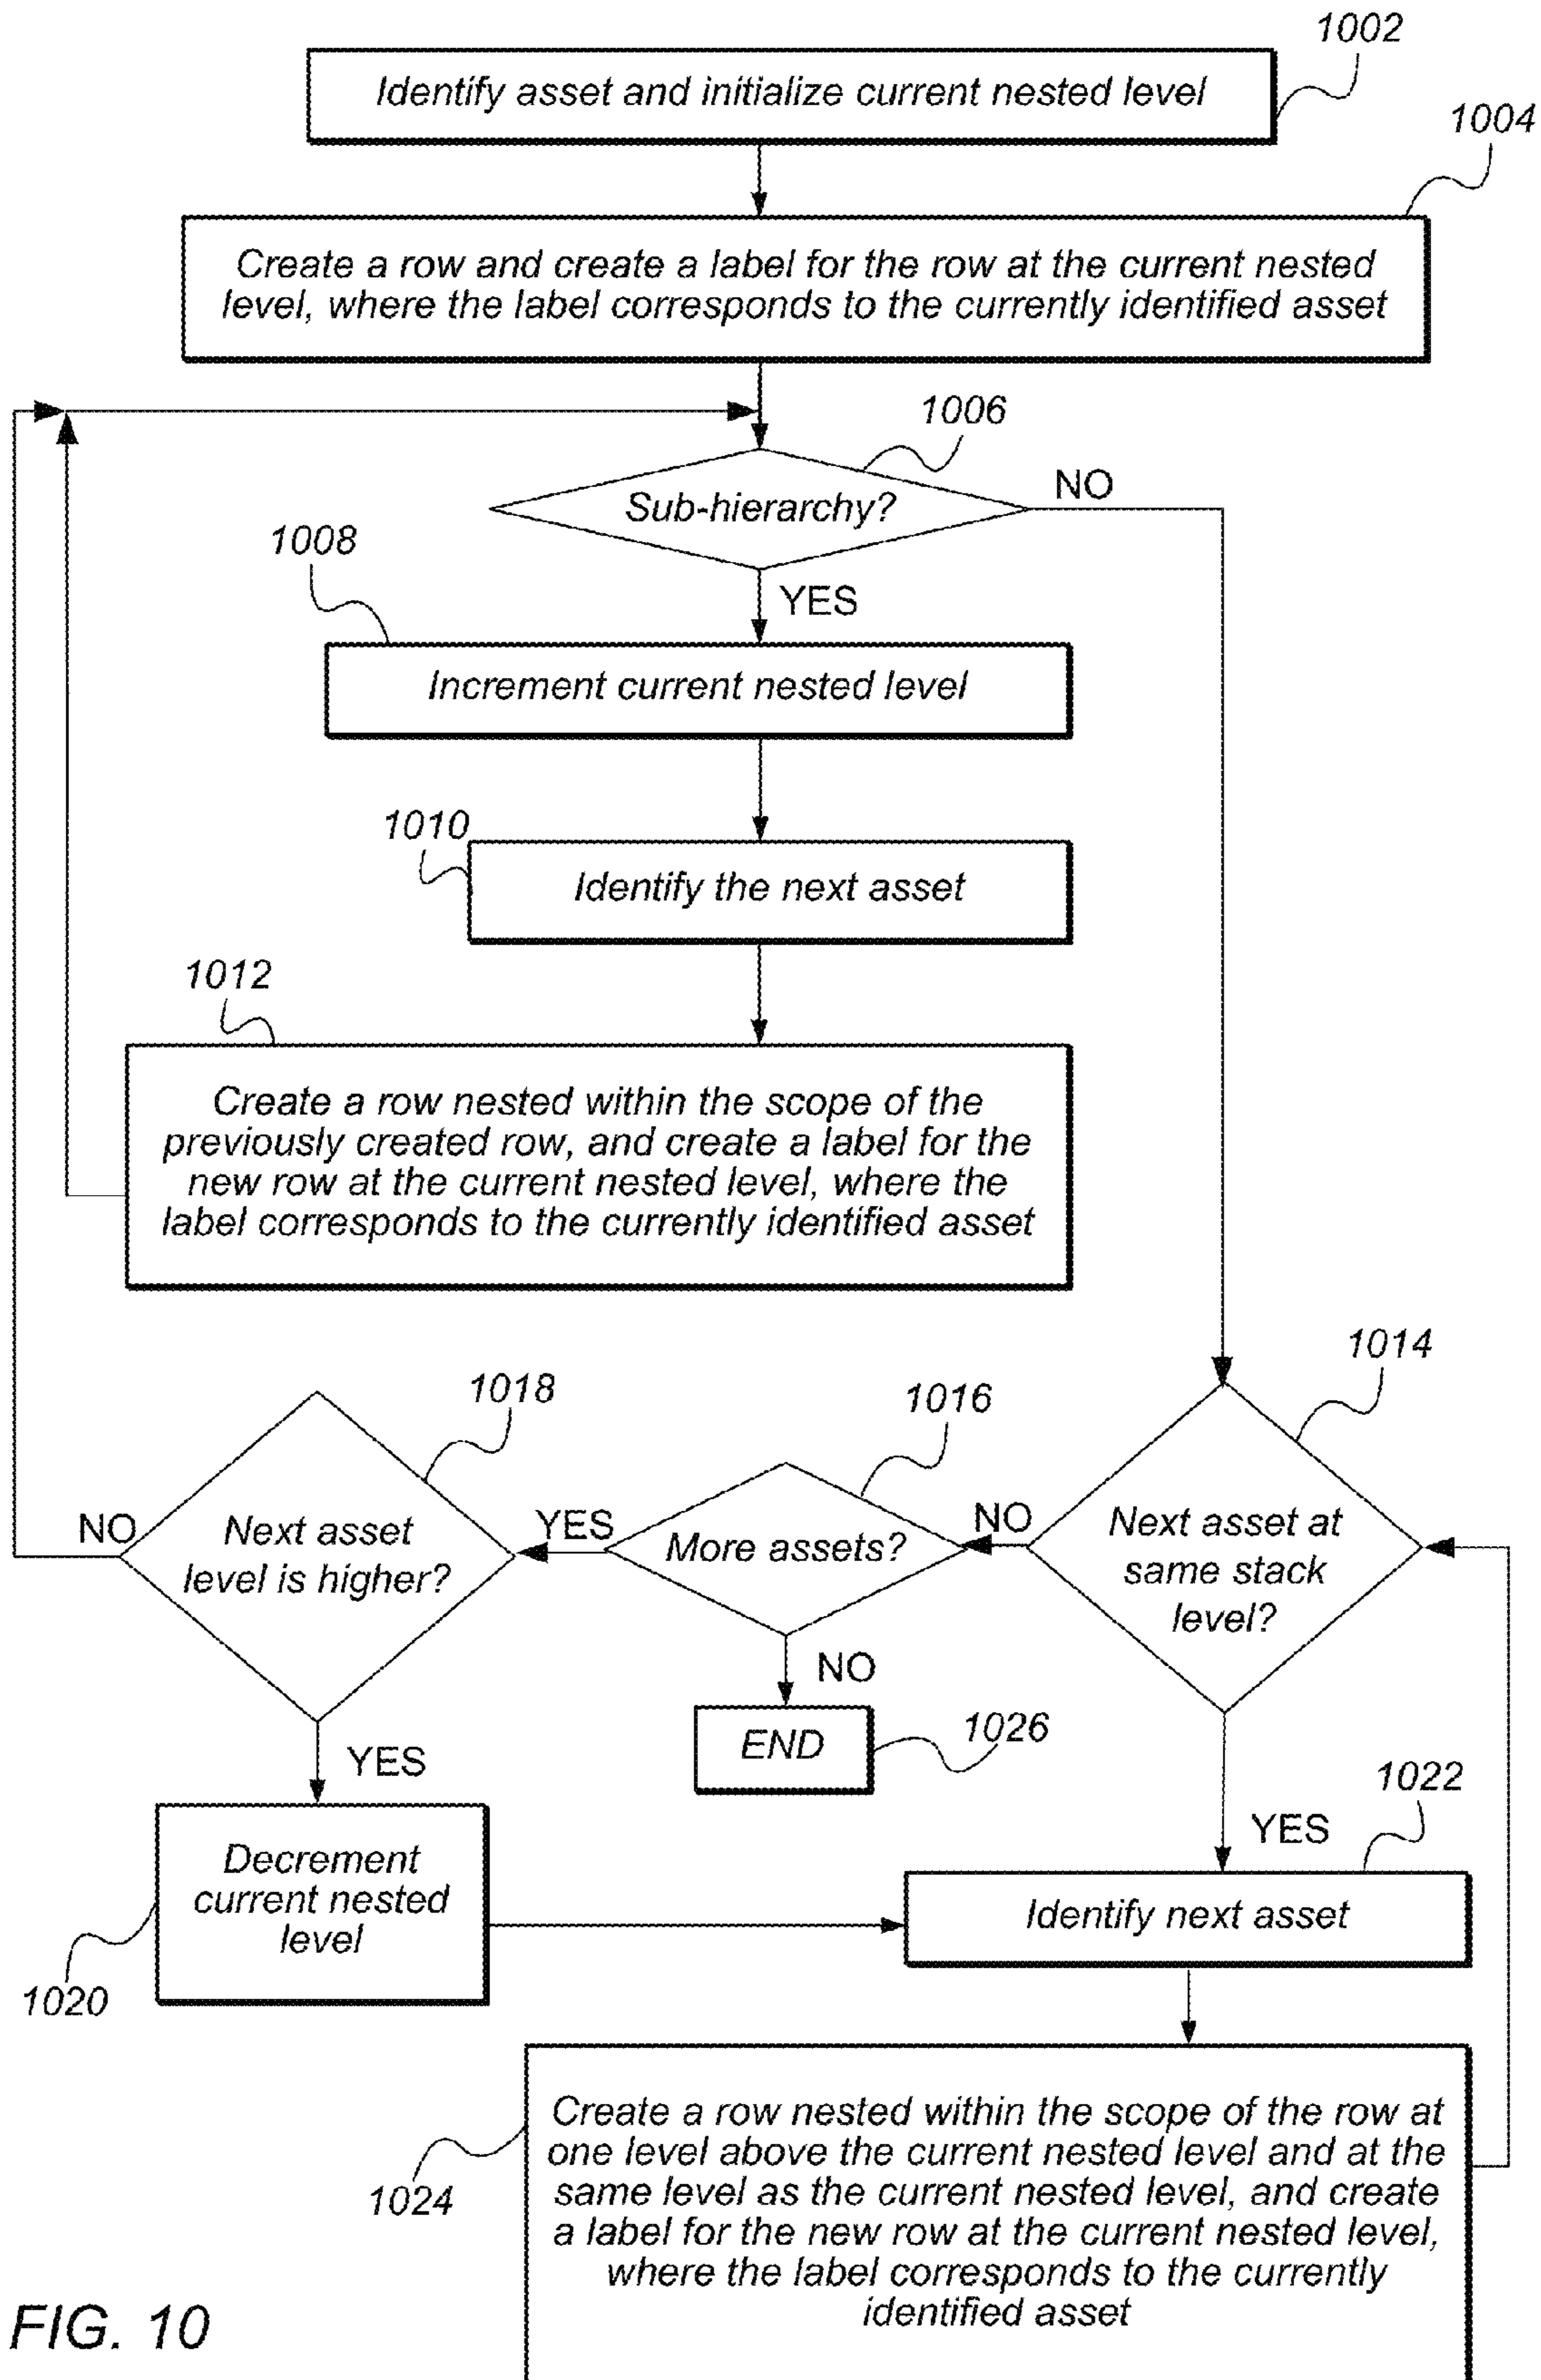 1002
Identify asset and initialize current nested level
1004
Create a row and create a label for the row at the current nested
level, where the label corresponds to the currently identified asset
1006
Sub-hierarchy?
NO
1008
YES
Increment current nested level
1010
Identify the next asset
1012
Create a row nested within the scope of the
previously created row, and create a label for the
new row at the current nested level, where the
label corresponds to the currently identified asset
1014
1018
1016
NO
Next asset
level is higher?
YES
More assets?
NO
Next asset at
same stack
level?
NO
END
1026
YES
1022
YES
Decrement
current nested
level
Identify next asset
1020
Create a row nested within the scope of the row at
one level above the current nested level and at the
same level as the current nested level, and create
a label for the new row at the current nested level,
where the label corresponds to the currently
identified asset
1024
FIG. 10